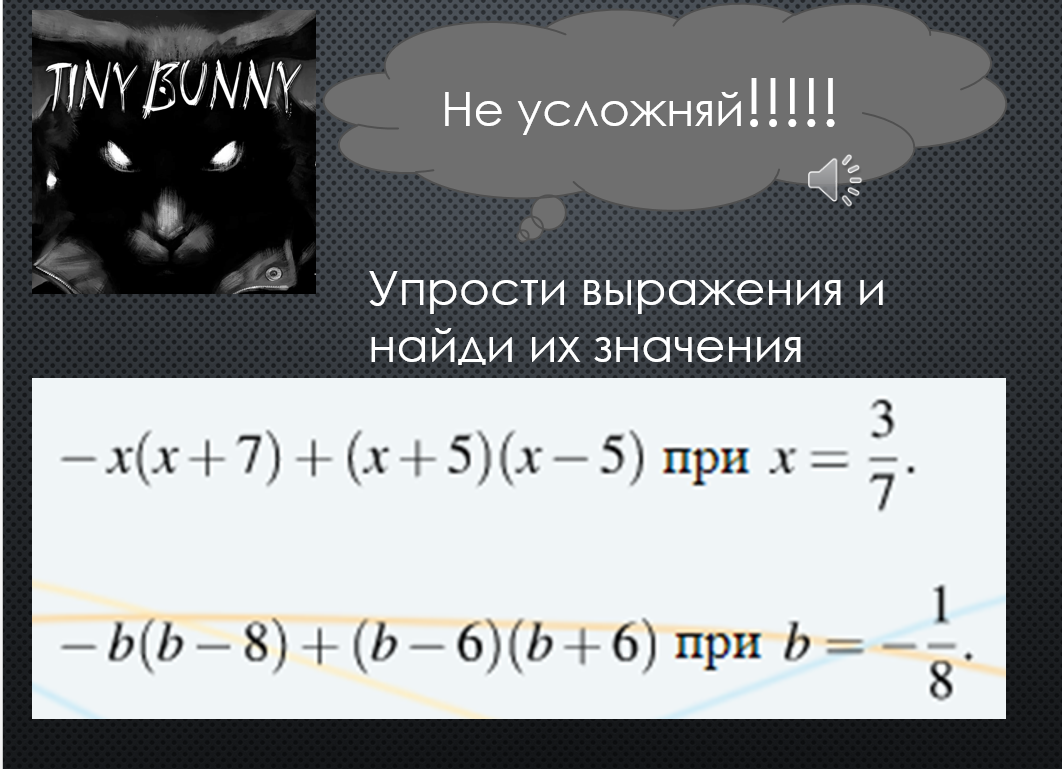 TINY BUNNY
Не усложняй!!!!!
Упрости выражения и
найди их значения
−x(x+7)+(x+5)(x−5) при x = 3/7.
−b(b−8)+(b−6)(b+6) при b = −1/8.